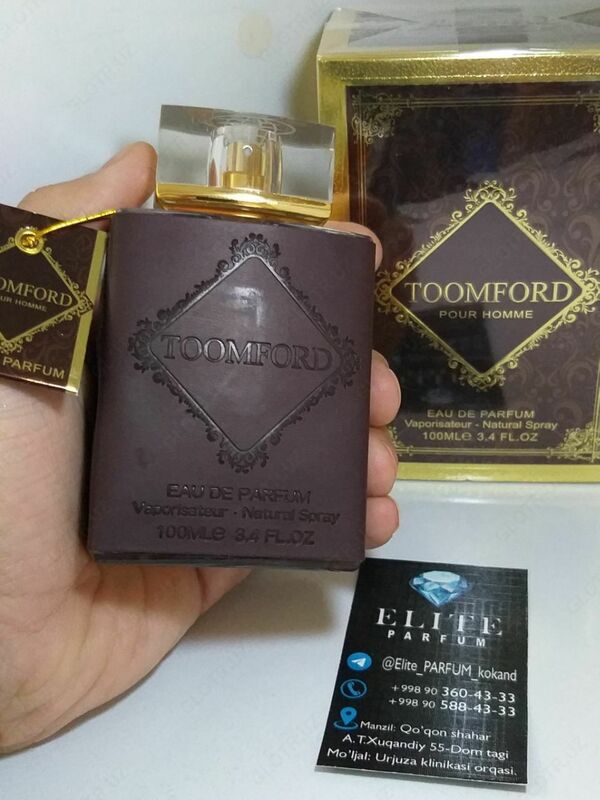 TOOMFORD
POUR HOMME
EAU DE PARFUM
Vaporisateur - Natural Spray
100MLe 3.4 FL.OZ
OOMFORD
POUR HOMME
PARFUM
TOOMFORD
EAU DE PARFUM
Vaporisateur - Natural Spray
100MLe 3,4 FL.OZ
ELITE
PARFUM
@Elite_PARFUM_kokand
+998 90 360-43-33
+998 90 588-43-33
Manzil: Qo'qon shahar
A.T.Xuqandiy 55-Dom tagi
Mo'ljal: Urjuza klinikasi orqasi.